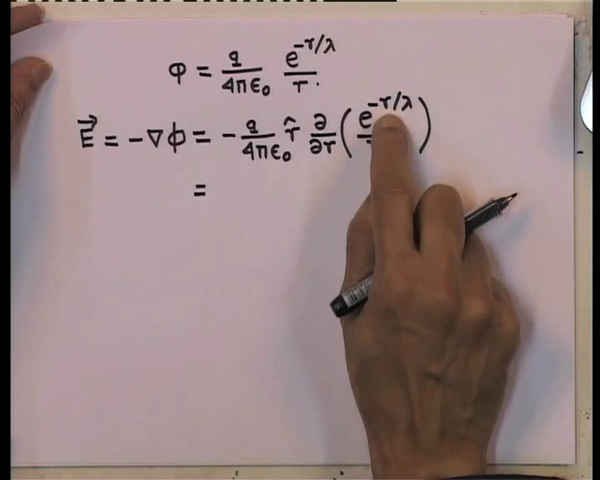 φ = q/4πε₀ e^-r/λ/r.
E⃗ = -∇φ = -q/4πε₀ r̂ ∂/∂r (e^-r/λ
=